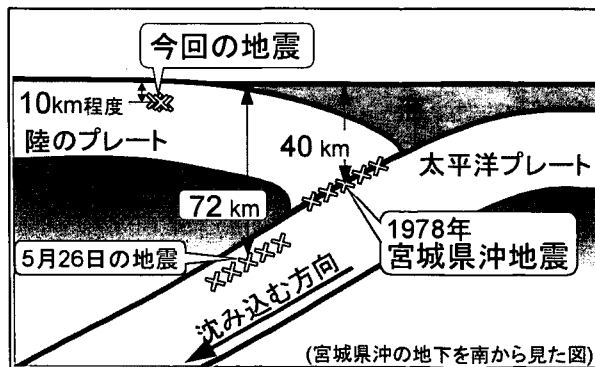 今回の地震
10km程度
陸のプレート
40 km
太平洋プレート
72 km
1978年
宮城県沖地震
5月26日の地震
沈み込む方向
(宮城県沖の地下を南から見た図)